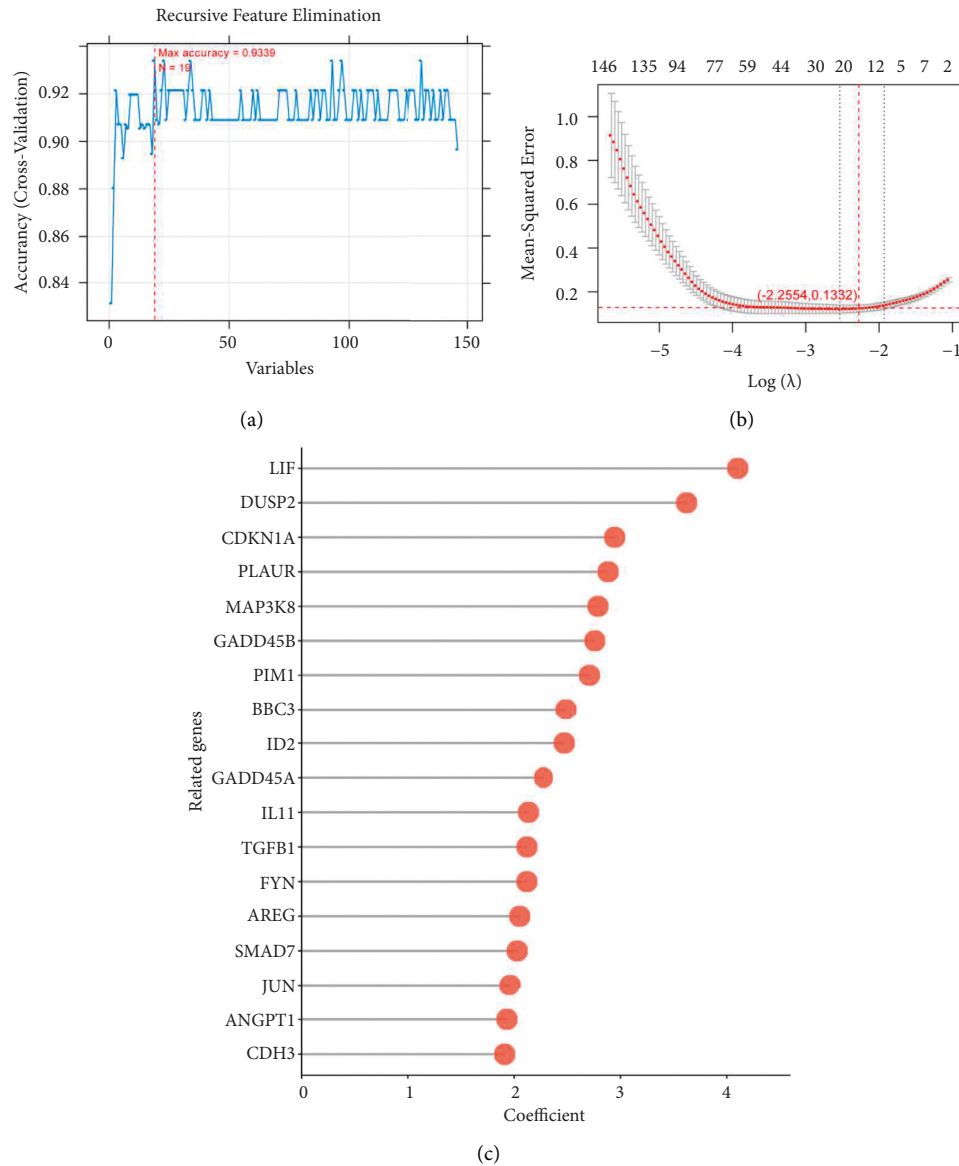 Recursive Feature Elimination
Max accuracy = 0.9339
N = 19
0.92
0.90
0.88
0.86
0.84
Accurancy (Cross-Validation)
0 50 100 150
Variables
(a)
146 135 94 77 59 44 30 20 12 5 7 2
1.0
0.8
0.6
0.4
0.2
Mean-Squared Error
(-2.2554,0.1332)
−5 −4 −3 −2 −1
Log (λ)
(b)
LIF
DUSP2
CDKN1A
PLAUR
MAP3K8
GADD45B
PIM1
BBC3
ID2
GADD45A
IL11
TGFB1
FYN
AREG
SMAD7
JUN
ANGPT1
CDH3
Related genes
0 1 2 3 4
Coefficient
(c)